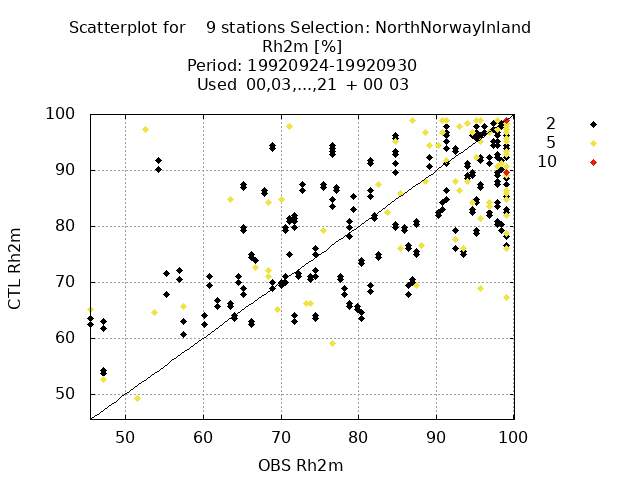 Scatterplot for 9 stations Selection: NorthNorwayInland
Rh2m [%]
Period: 19920924-19920930
Used 00,03,...,21 + 00 03
100
90
80
70
60
50
CTL Rh2m
50 60 70 80 90 100
OBS Rh2m
2
5
10